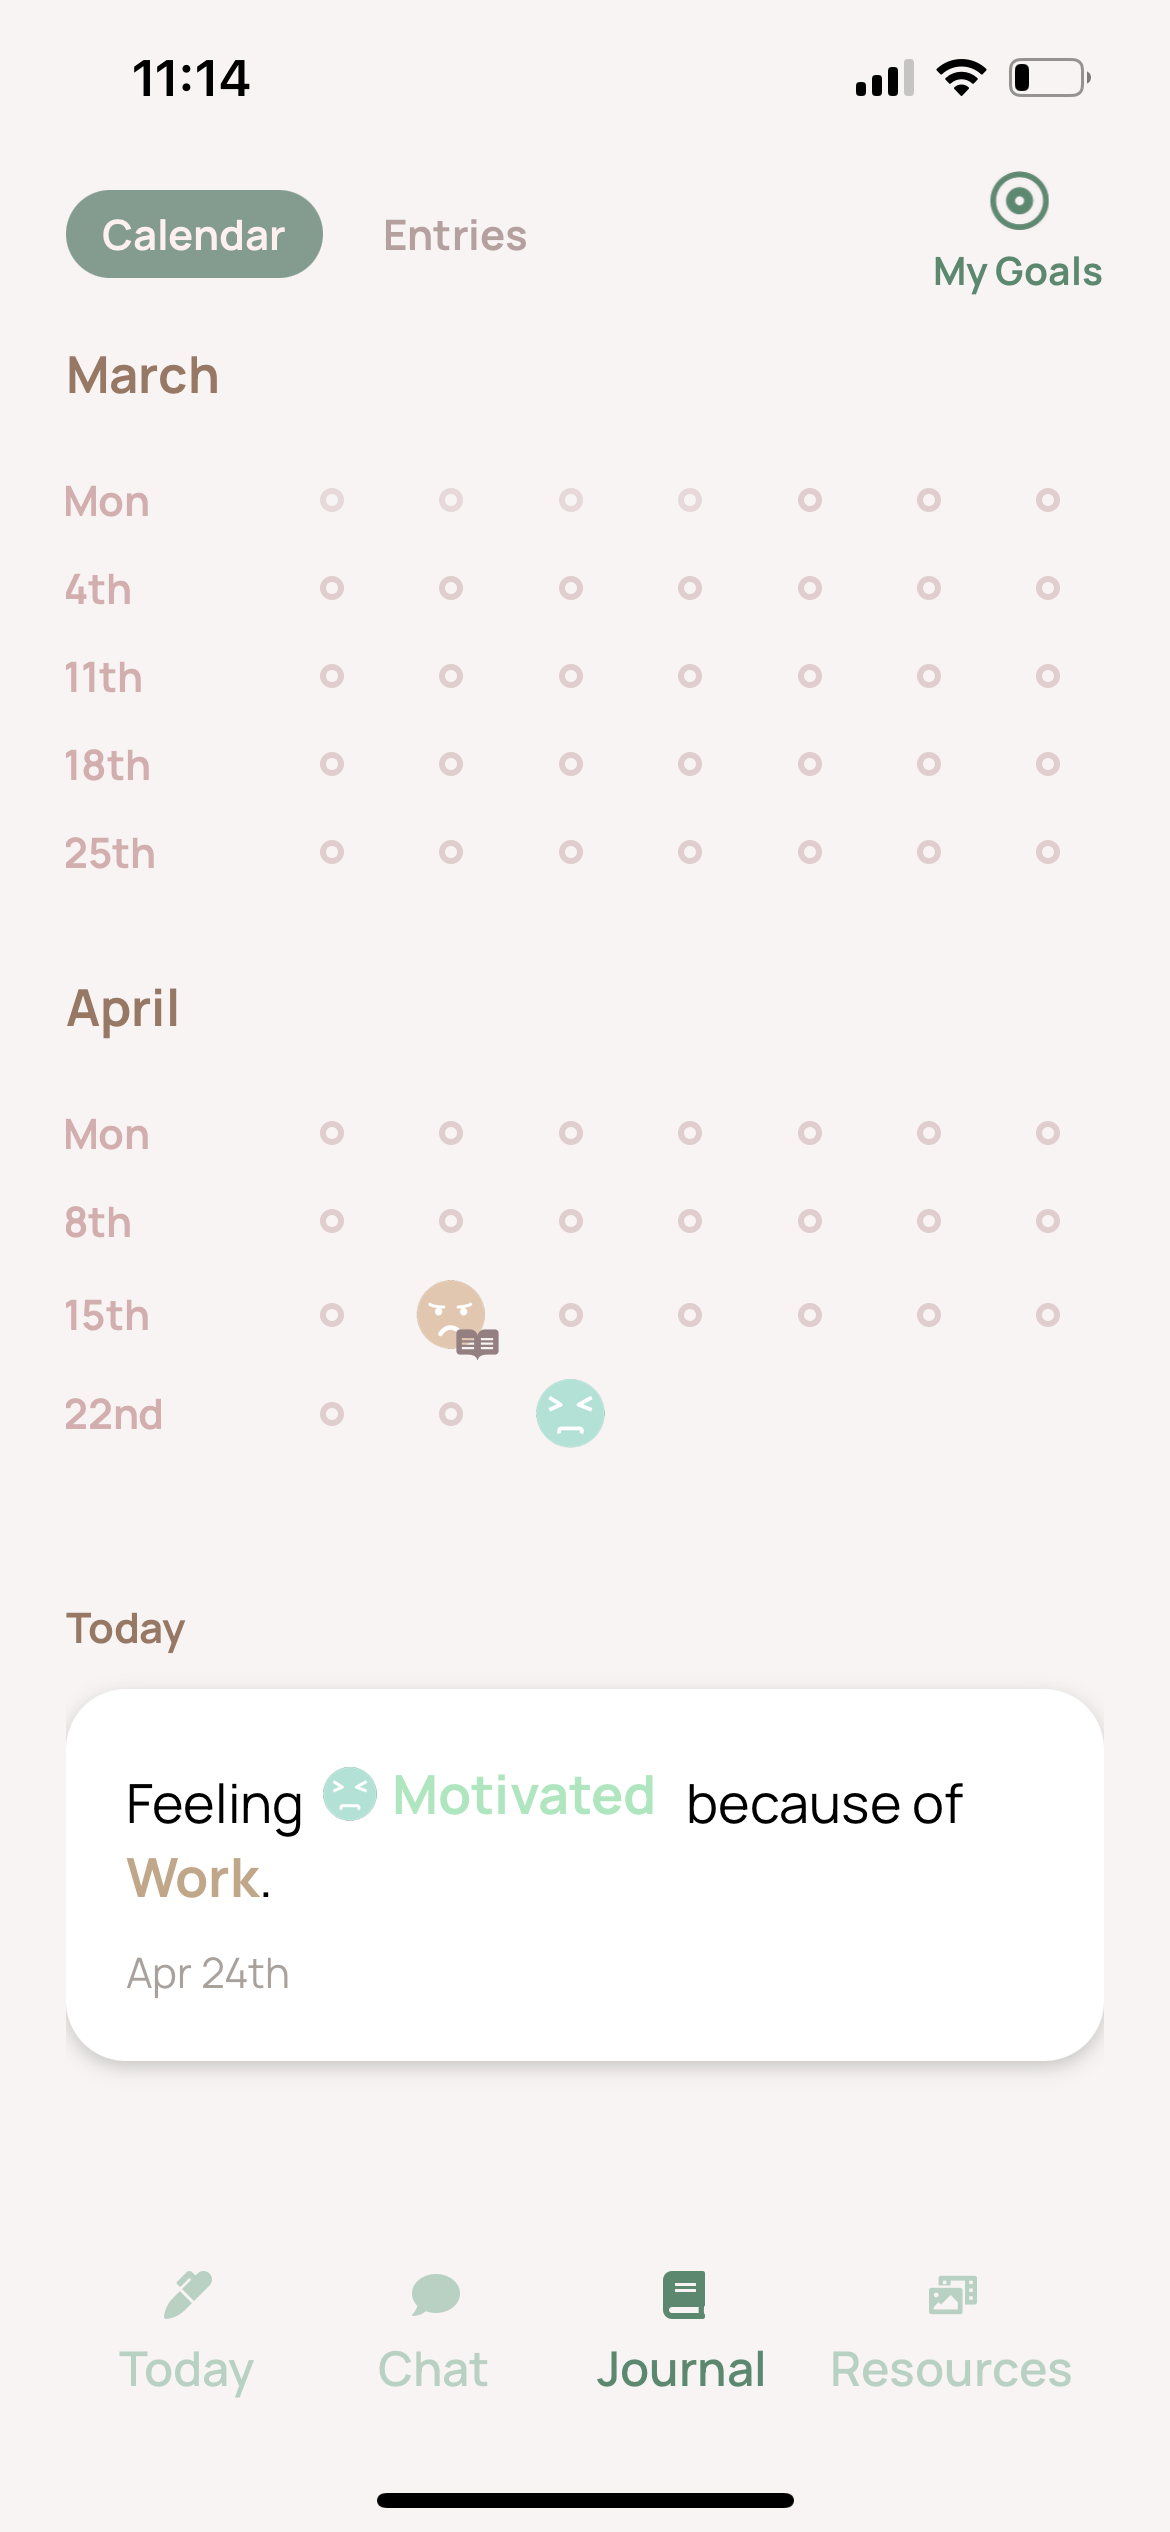 11:14
Calendar Entries
My Goals
March
Mon
4th
11th
18th
25th
April
Mon
8th
15th
22nd
Today
Feeling Motivated because of
Work.
Apr 24th
Today Chat Journal Resources